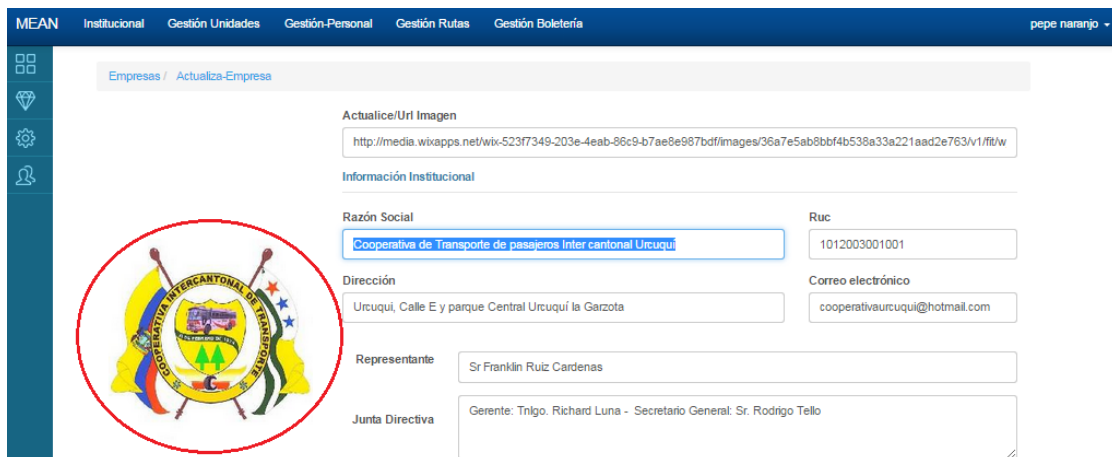 MEAN Institucional Gestión Unidades Gestión-Personal Gestión Rutas Gestión Boletería pepe naranjo
Empresas / Actualiza-Empresa
Actualice/Url Imagen
http://media.wixapps.net/wix-523f7349-203e-4eab-86c9-b7ae8e987bdf/images/36a7e5ab8bbf4b538a33a221aad2e763/v1/fit/w
Información Institucional
Razón Social Ruc
Cooperativa de Transporte de pasajeros Inter cantonal Urcuquí 1012003001001
Dirección Correo electrónico
Urcuqui, Calle E y parque Central Urcuquí la Garzota cooperativaurcuqui@hotmail.com
COOPERATIVA INTERCANTONAL DE TRANSPORTE
Representante Sr Franklin Ruiz Cardenas
Junta Directiva Gerente: Tnlgo. Richard Luna - Secretario General: Sr. Rodrigo Tello